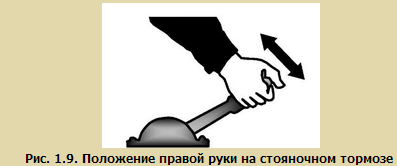 Рис. 1.9. Положение правой руки на стояночном тормозе